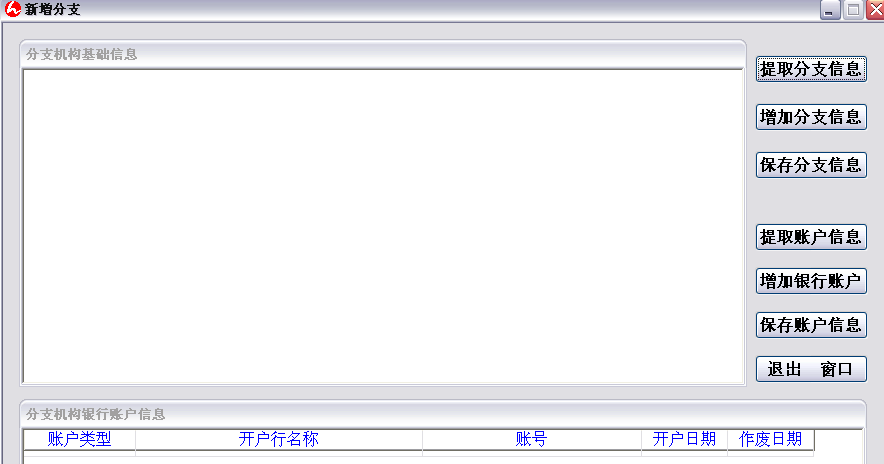 新增分支
分支机构基础信息
提取分支信息
增加分支信息
保存分支信息
提取账户信息
增加银行账户
保存账户信息
退出 窗口
分支机构银行账户信息
账户类型 开户行名称 账号 开户日期 作废日期